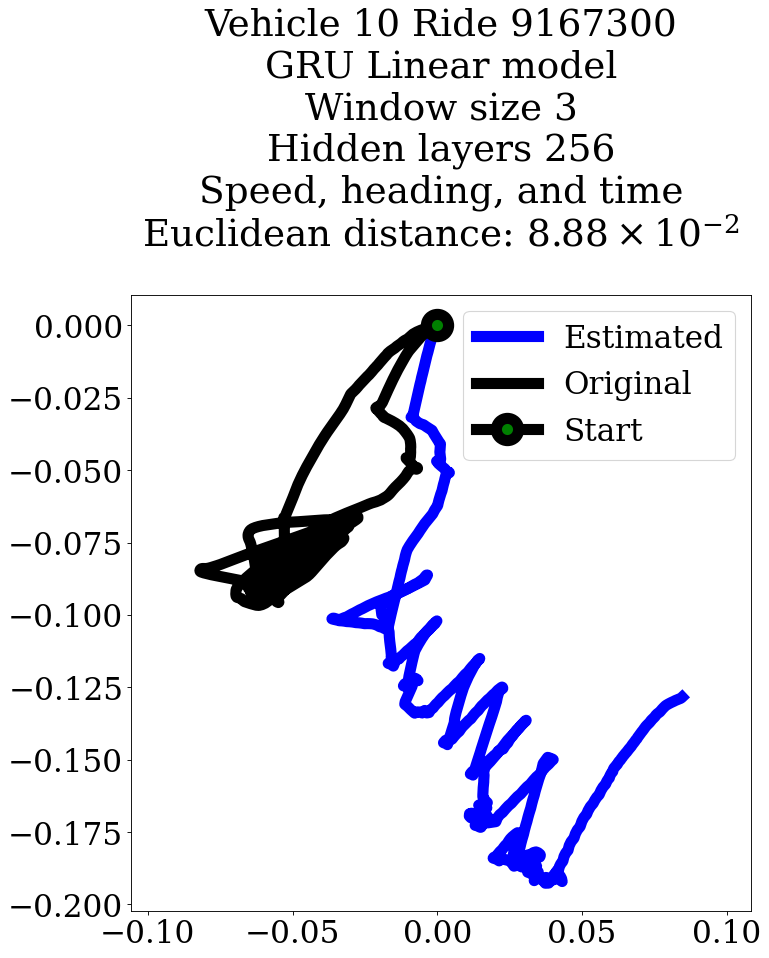 Vehicle 10 Ride 9167300
GRU Linear model
Window size 3
Hidden layers 256
Speed, heading, and time
Euclidean distance: 8.88 × 10⁻²
Estimated
Original
Start
0.000
−0.025
−0.050
−0.075
−0.100
−0.125
−0.150
−0.175
−0.200
−0.10
−0.05
0.00
0.05
0.10